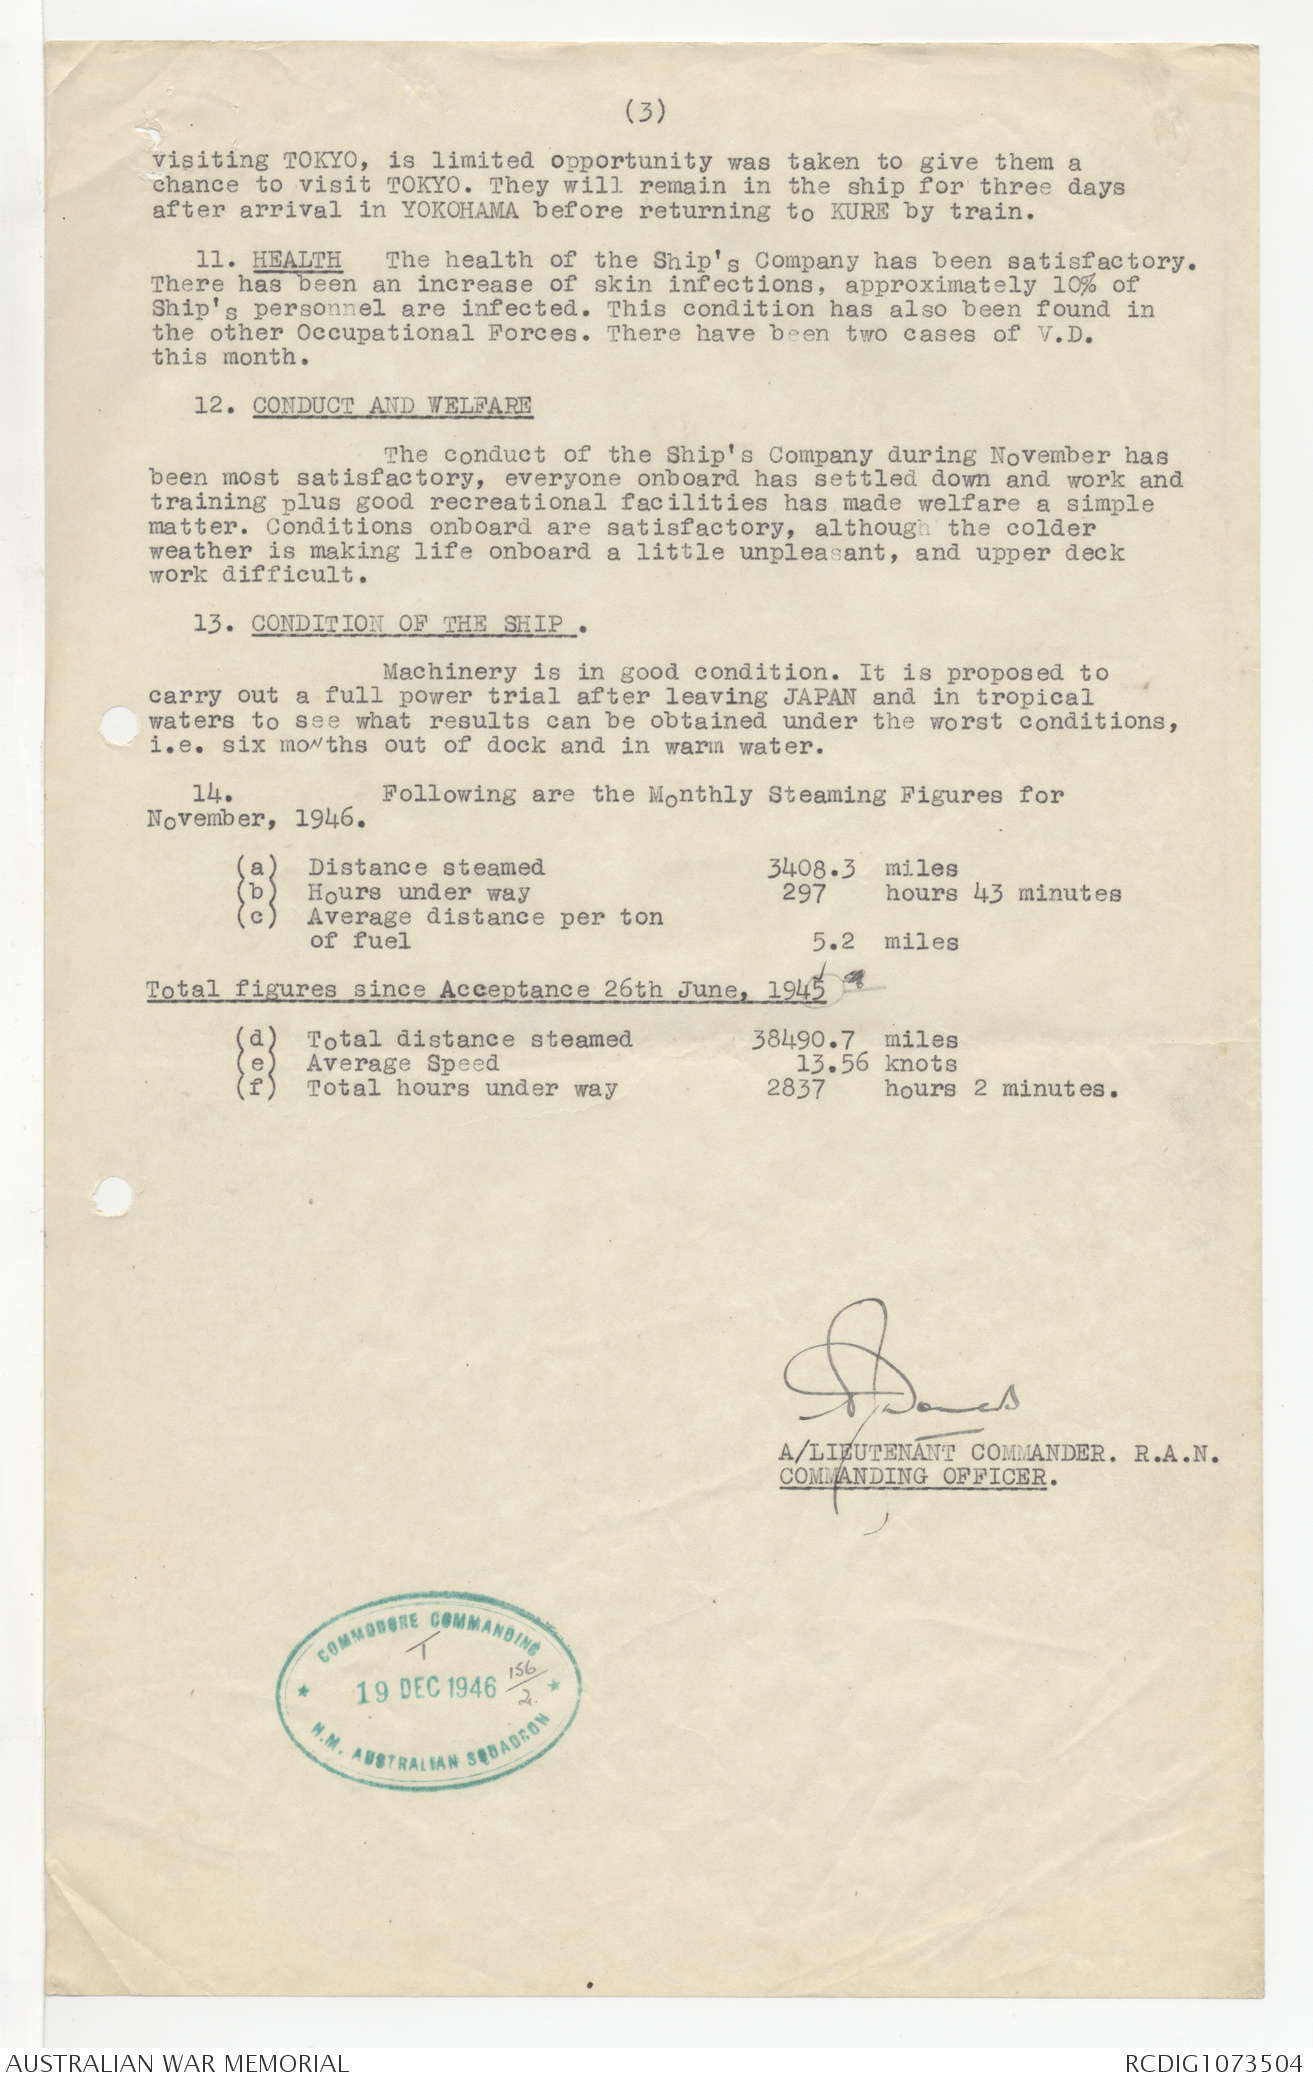 (3)
visiting TOKYO, is limited opportunity was taken to give them a
chance to visit TOKYO. They will remain in the ship for three days
after arrival in YOKOHAMA before returning to KURE by train.
11. HEALTH The health of the Ship's Company has been satisfactory.
There has been an increase of skin infections, approximately 10% of
Ship's personnel are infected. This condition has also been found in
the other Occupational Forces. There have been two cases of V.D.
this month.
12. CONDUCT AND WELFARE
The conduct of the Ship's Company during November has
been most satisfactory, everyone onboard has settled down and work and
training plus good recreational facilities has made welfare a simple
matter. Conditions onboard are satisfactory, although the colder
weather is making life onboard a little unpleasant, and upper deck
work difficult.
13. CONDITION OF THE SHIP .
Machinery is in good condition. It is proposed to
carry out a full power trial after leaving JAPAN and in tropical
waters to see what results can be obtained under the worst conditions,
i.e. six months out of dock and in warm water.
14. Following are the Monthly Steaming Figures for
November, 1946.
(a) Distance steamed 3408.3 miles
(b) Hours under way 297 hours 43 minutes
(c) Average distance per ton
of fuel 5.2 miles
Total figures since Acceptance 26th June, 1945
(d) Total distance steamed 38490.7 miles
(e) Average Speed 13.56 knots
(f) Total hours under way 2837 hours 2 minutes.
A/LIEUTENANT COMMANDER. R.A.N.
COMMANDING OFFICER.
COMMODORE COMMANDING
1
19 DEC 1946 156/2.
H.M. AUSTRALIAN SQUADRON
AUSTRALIAN WAR MEMORIAL RCDIG1073504